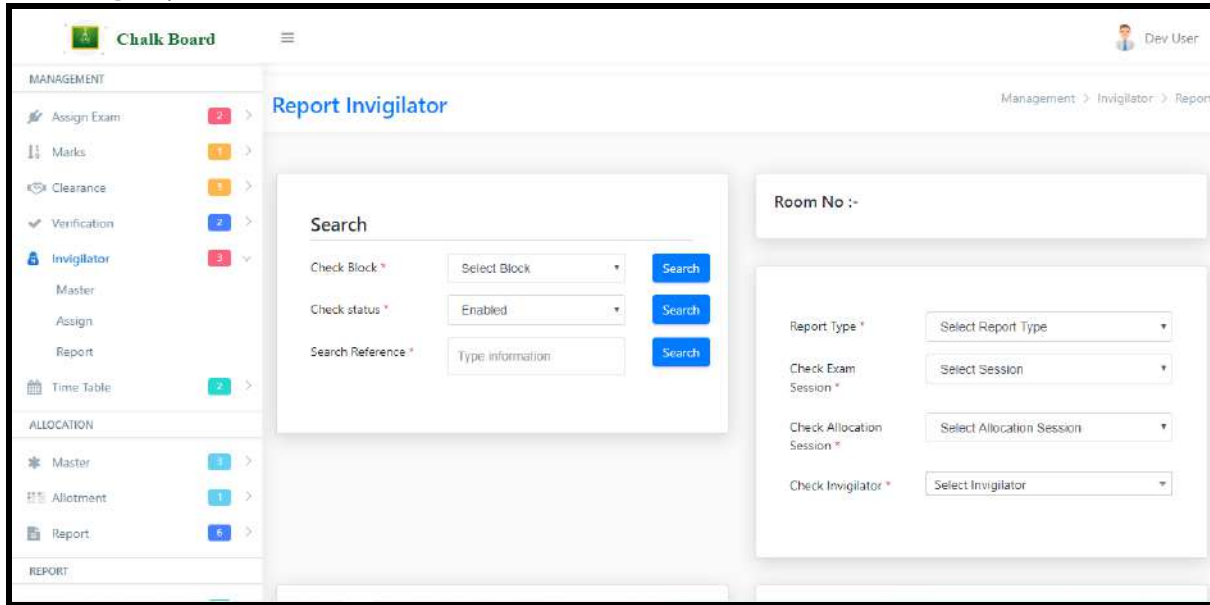 Chalk Board
Dev User
MANAGEMENT
Assign Exam 2
Marks 1
Clearance
Verification 2
Invigilator 3
Master
Assign
Report
Time Table 2
ALLOCATION
Master 3
Allotment 1
Report 6
REPORT
Report Invigilator
Management > Invigilator > Repor
Search
Check Block * Select Block Search
Check status * Enabled Search
Search Reference * Type information Search
Room No :-
Report Type * Select Report Type
Check Exam
Session * Select Session
Check Allocation
Session * Select Allocation Session
Check Invigilator * Select Invigilator